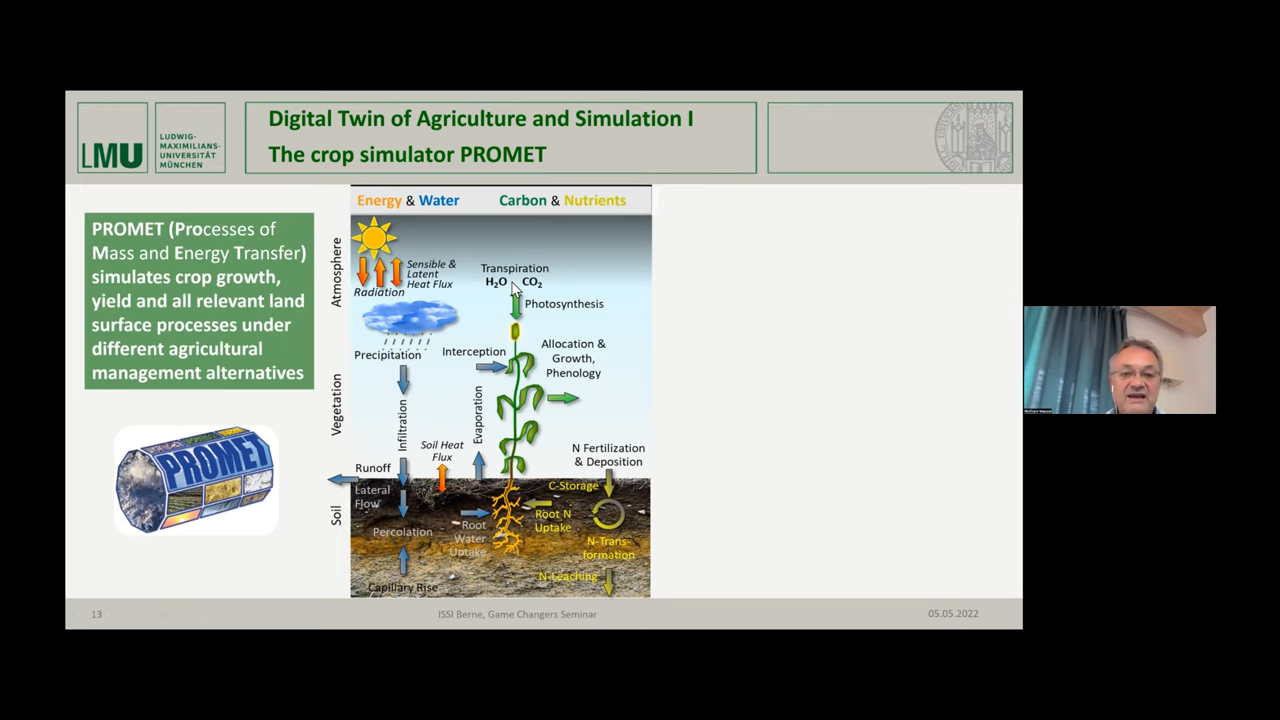 LMU
LUDWIG-
MAXIMILIANS-
UNIVERSITÄT
MÜNCHEN
Digital Twin of Agriculture and Simulation I
The crop simulator PROMET
PROMET (Processes of
Mass and Energy Transfer)
simulates crop growth,
yield and all relevant land
surface processes under
different agricultural
management alternatives
PROMET
Energy & Water
Carbon & Nutrients
Atmosphere
Vegetation
Soil
Sensible &
Latent
Heat Flux
Radiation
Transpiration
H₂O
CO₂
Photosynthesis
Precipitation
Interception
Allocation &
Growth,
Phenology
Infiltration
Evaporation
Soil Heat
Flux
N Fertilization
& Deposition
Runoff
Lateral
Flow
C-Storage
Root N
Uptake
Percolation
Root
Water
Uptake
N-Trans-
formation
N-Leaching
Capillary Rise
13
ISSI Berne, Game Changers Seminar
05.05.2022